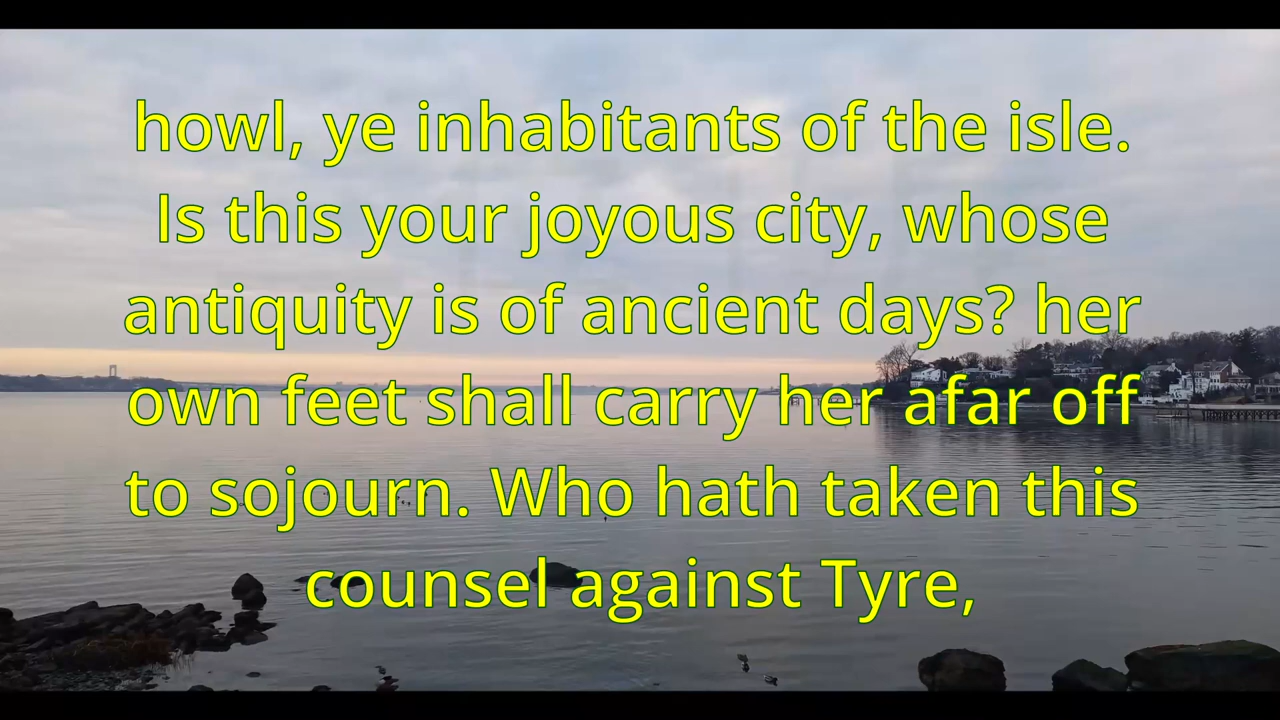 howl, ye inhabitants of the isle.
Is this your joyous city, whose
antiquity is of ancient days? her
own feet shall carry her afar off
to sojourn. Who hath taken this
counsel against Tyre,